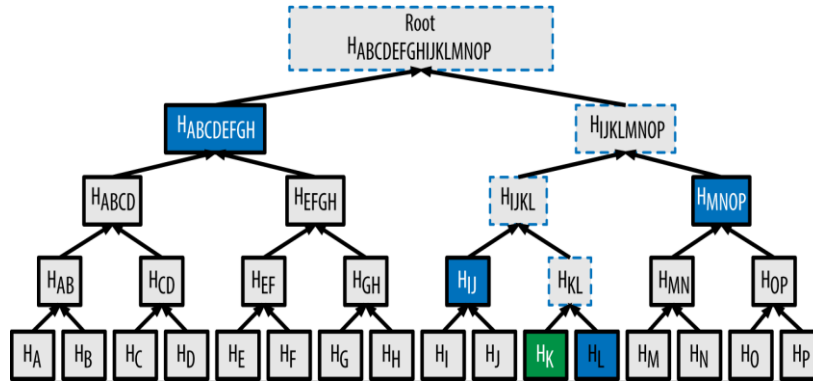 Root
HABCDEFGHIJKLMNOP
HABCDEFGH HIJKLMNOP
HABCD HEFGH HIJKL HMNOP
HAB HCD HEF HGH HIJ HKL HMN HOP
HA HB HC HD HE HF HG HH HI HJ HK HL HM HN HO HP